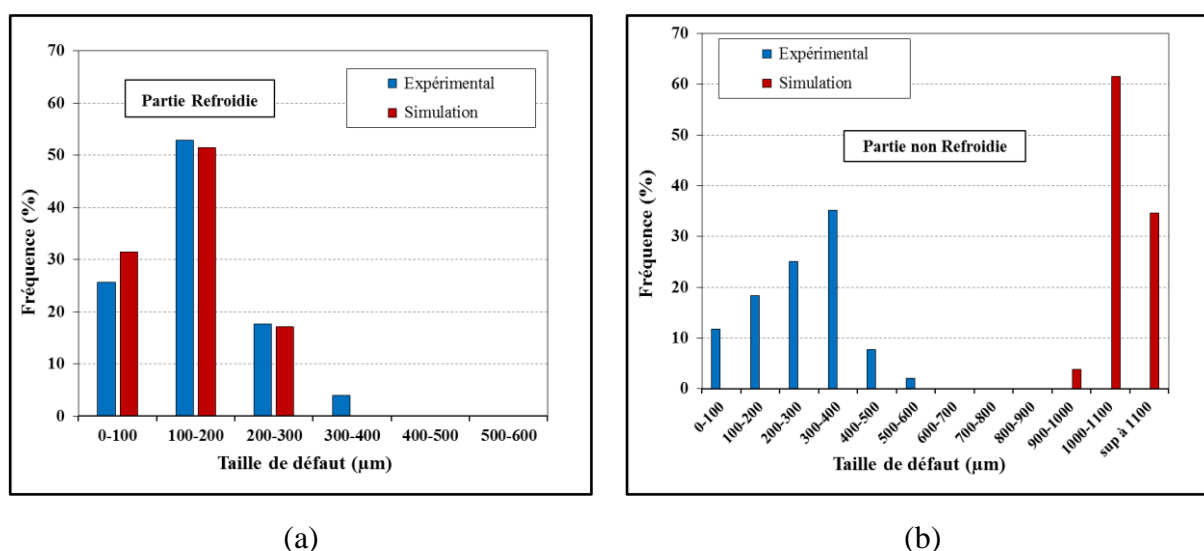 70
60
50
40
30
20
10
0
Fréquence (%)
Partie Refroidie
Expérimental
Simulation
0-100 100-200 200-300 300-400 400-500 500-600
Taille de défaut (µm)
(a)
70
60
50
40
30
20
10
0
Fréquence (%)
Expérimental
Simulation
Partie non Refroidie
0-100 100-200 200-300 300-400 400-500 500-600 600-700 700-800 800-900 900-1000 1000-1100 sup à 1100
Taille de défaut (µm)
(b)